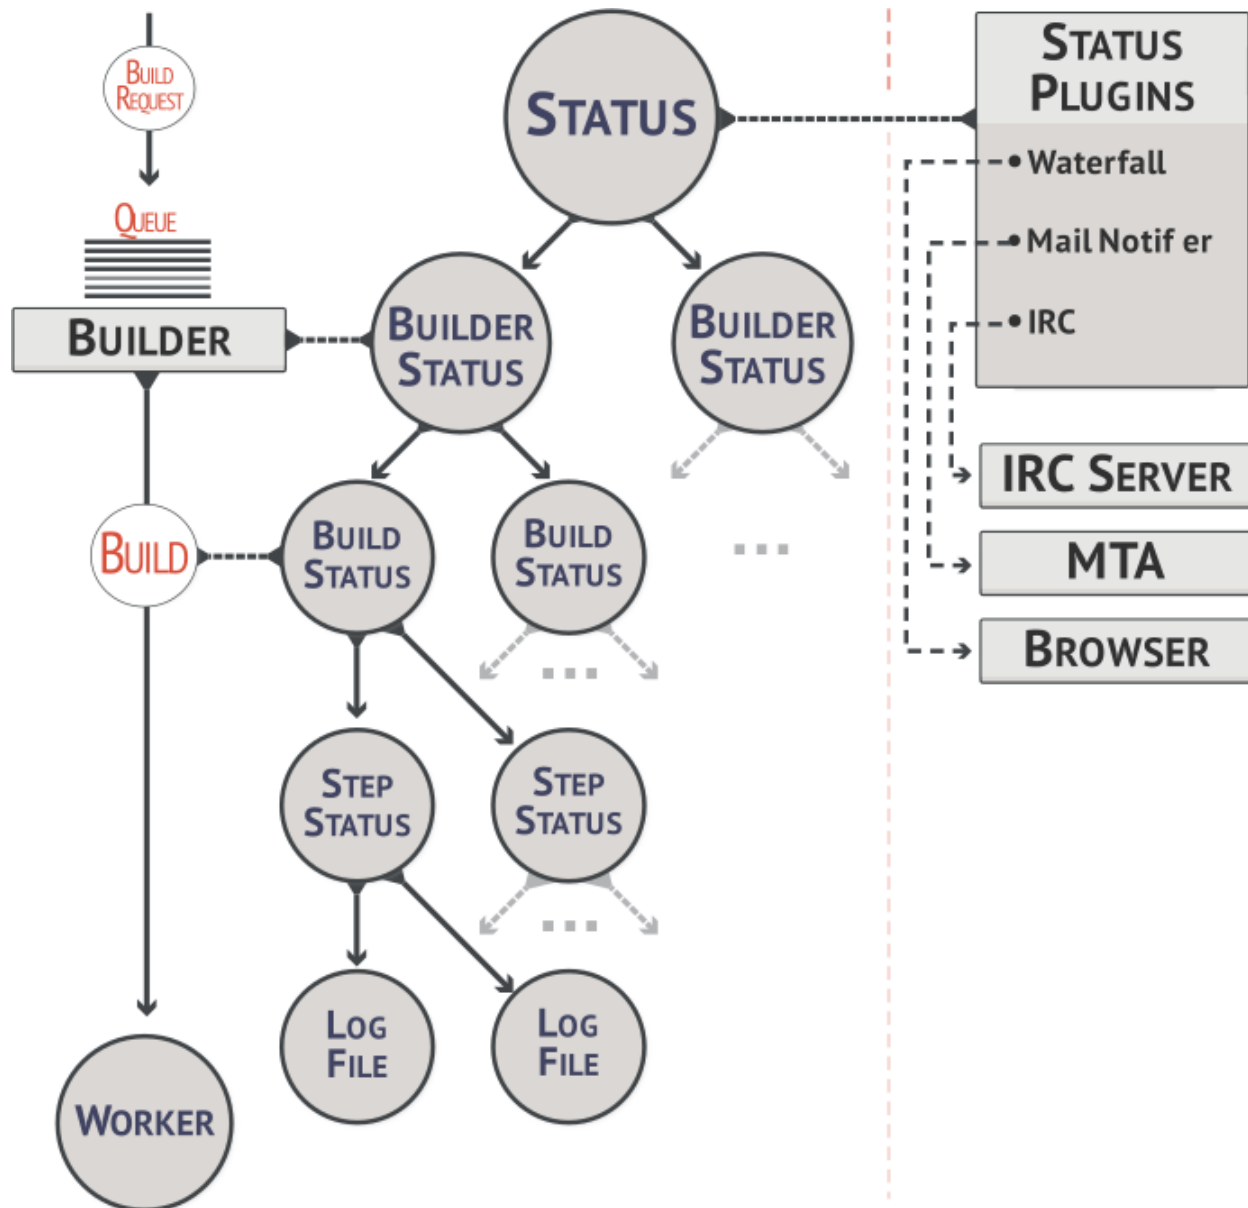 Build
Request
Queue
Builder
Build
Worker
Status
Builder
Status
Builder
Status
Build
Status
Build
Status
...
...
Step
Status
Step
Status
...
Log
File
Log
File
Status
Plugins
• Waterfall
• Mail Notif er
• IRC
IRC Server
MTA
Browser